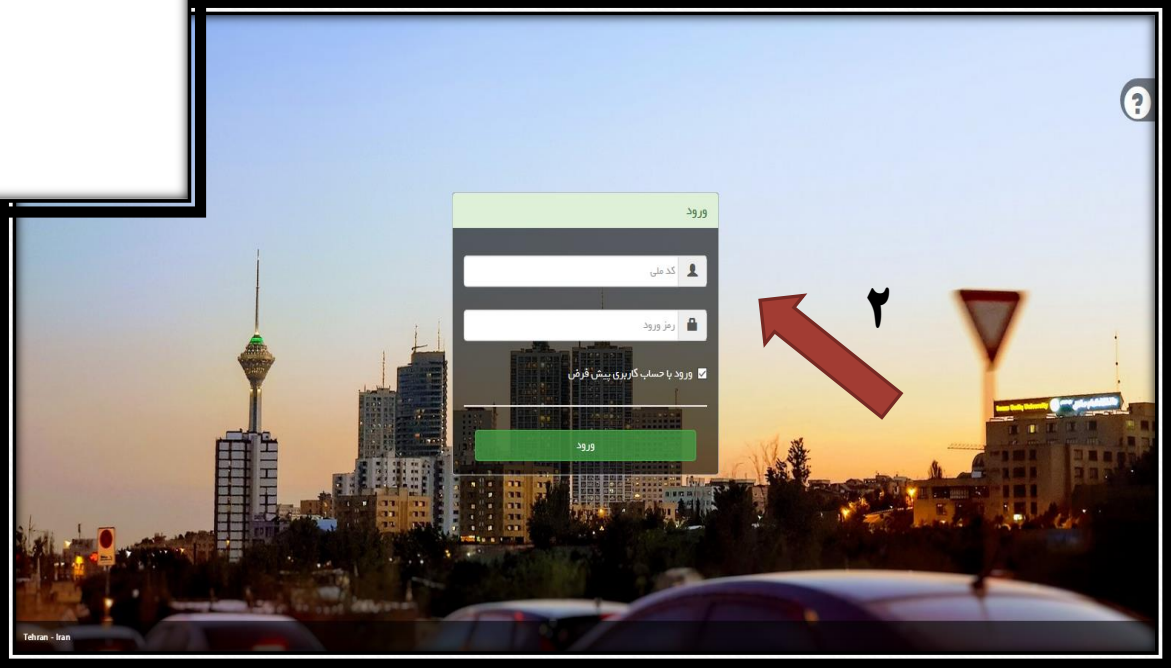 ?
ورود
کد ملی
رمز ورود
ورود با حساب کاربری پیش فرض
ورود
۲
Tehran - Iran